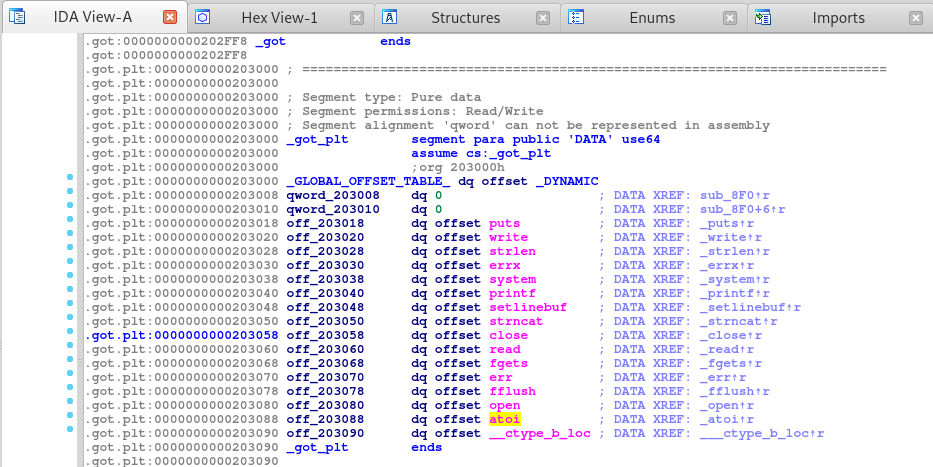 IDA View-A Hex View-1 Structures Enums Imports
.got:0000000000202FF8 _got ends
.got:0000000000202FF8
.got.plt:0000000000203000 ; ===========================================================================
.got.plt:0000000000203000
.got.plt:0000000000203000 ; Segment type: Pure data
.got.plt:0000000000203000 ; Segment permissions: Read/Write
.got.plt:0000000000203000 ; Segment alignment 'qword' can not be represented in assembly
.got.plt:0000000000203000 _got_plt segment para public 'DATA' use64
.got.plt:0000000000203000 assume cs:_got_plt
.got.plt:0000000000203000 ;org 203000h
.got.plt:0000000000203000 _GLOBAL_OFFSET_TABLE_ dq offset _DYNAMIC
.got.plt:0000000000203008 qword_203008 dq 0 ; DATA XREF: sub_8F0↑r
.got.plt:0000000000203010 qword_203010 dq 0 ; DATA XREF: sub_8F0+6↑r
.got.plt:0000000000203018 off_203018 dq offset puts ; DATA XREF: _puts↑r
.got.plt:0000000000203020 off_203020 dq offset write ; DATA XREF: _write↑r
.got.plt:0000000000203028 off_203028 dq offset strlen ; DATA XREF: _strlen↑r
.got.plt:0000000000203030 off_203030 dq offset errx ; DATA XREF: _errx↑r
.got.plt:0000000000203038 off_203038 dq offset system ; DATA XREF: _system↑r
.got.plt:0000000000203040 off_203040 dq offset printf ; DATA XREF: _printf↑r
.got.plt:0000000000203048 off_203048 dq offset setlinebuf ; DATA XREF: _setlinebuf↑r
.got.plt:0000000000203050 off_203050 dq offset strncat ; DATA XREF: _strncat↑r
.got.plt:0000000000203058 off_203058 dq offset close ; DATA XREF: _close↑r
.got.plt:0000000000203060 off_203060 dq offset read ; DATA XREF: _read↑r
.got.plt:0000000000203068 off_203068 dq offset fgets ; DATA XREF: _fgets↑r
.got.plt:0000000000203070 off_203070 dq offset err ; DATA XREF: _err↑r
.got.plt:0000000000203078 off_203078 dq offset fflush ; DATA XREF: _fflush↑r
.got.plt:0000000000203080 off_203080 dq offset open ; DATA XREF: _open↑r
.got.plt:0000000000203088 off_203088 dq offset atoi ; DATA XREF: _atoi↑r
.got.plt:0000000000203090 off_203090 dq offset __ctype_b_loc ; DATA XREF: ___ctype_b_loc↑r
.got.plt:0000000000203090 _got_plt ends
.got.plt:0000000000203090